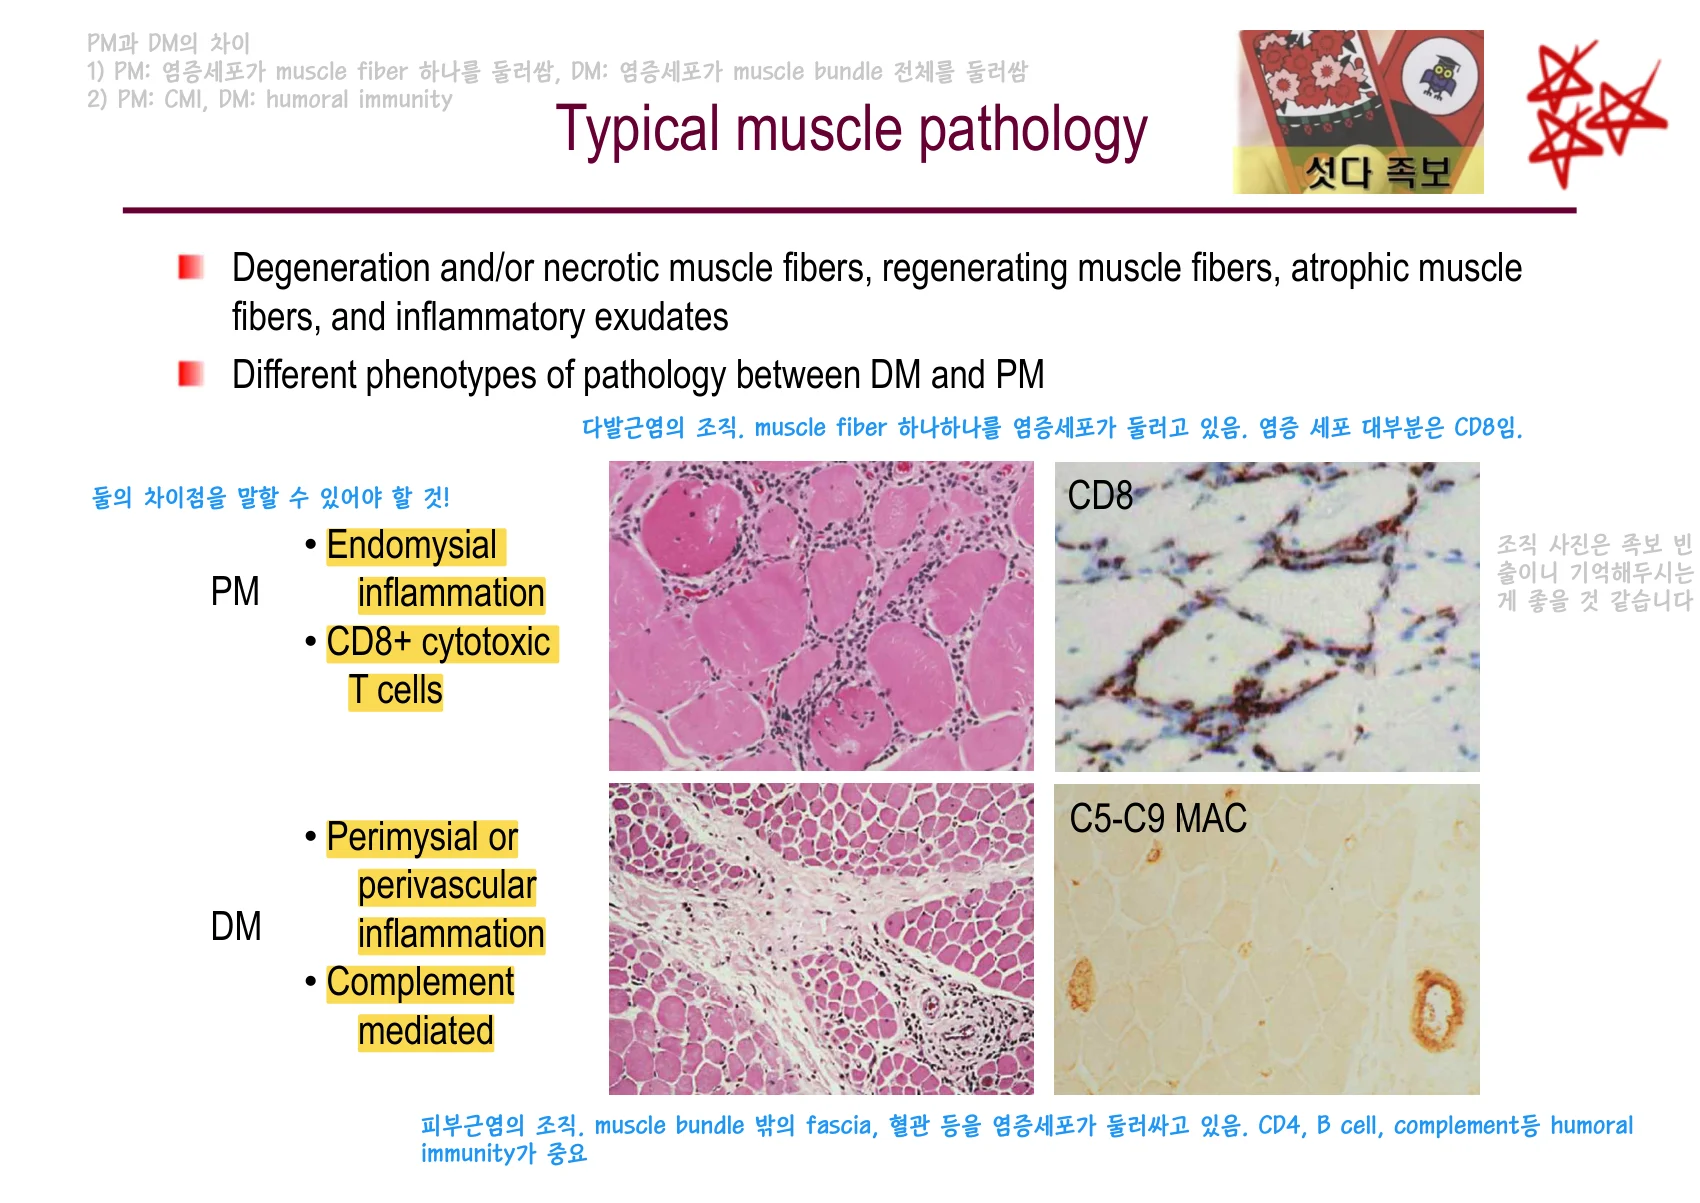 PM과 DM의 차이
1) PM: 염증세포가 muscle fiber 하나를 둘러쌈, DM: 염증세포가 muscle bundle 전체를 둘러쌈
2) PM: CMI, DM: humoral immunity
Typical muscle pathology
섯다 족보
Degeneration and/or necrotic muscle fibers, regenerating muscle fibers, atrophic muscle
fibers, and inflammatory exudates
Different phenotypes of pathology between DM and PM
다발근염의 조직. muscle fiber 하나하나를 염증세포가 둘러고 있음. 염증 세포 대부분은 CD8임.
둘의 차이점을 말할 수 있어야 할 것!
PM
• Endomysial
inflammation
• CD8+ cytotoxic
T cells
CD8
조직 사진은 족보 빈
출이니 기억해두시는
게 좋을 것 같습니다
DM
• Perimysial or
perivascular
inflammation
• Complement
mediated
C5-C9 MAC
피부근염의 조직. muscle bundle 밖의 fascia, 혈관 등을 염증세포가 둘러싸고 있음. CD4, B cell, complement등 humoral
immunity가 중요